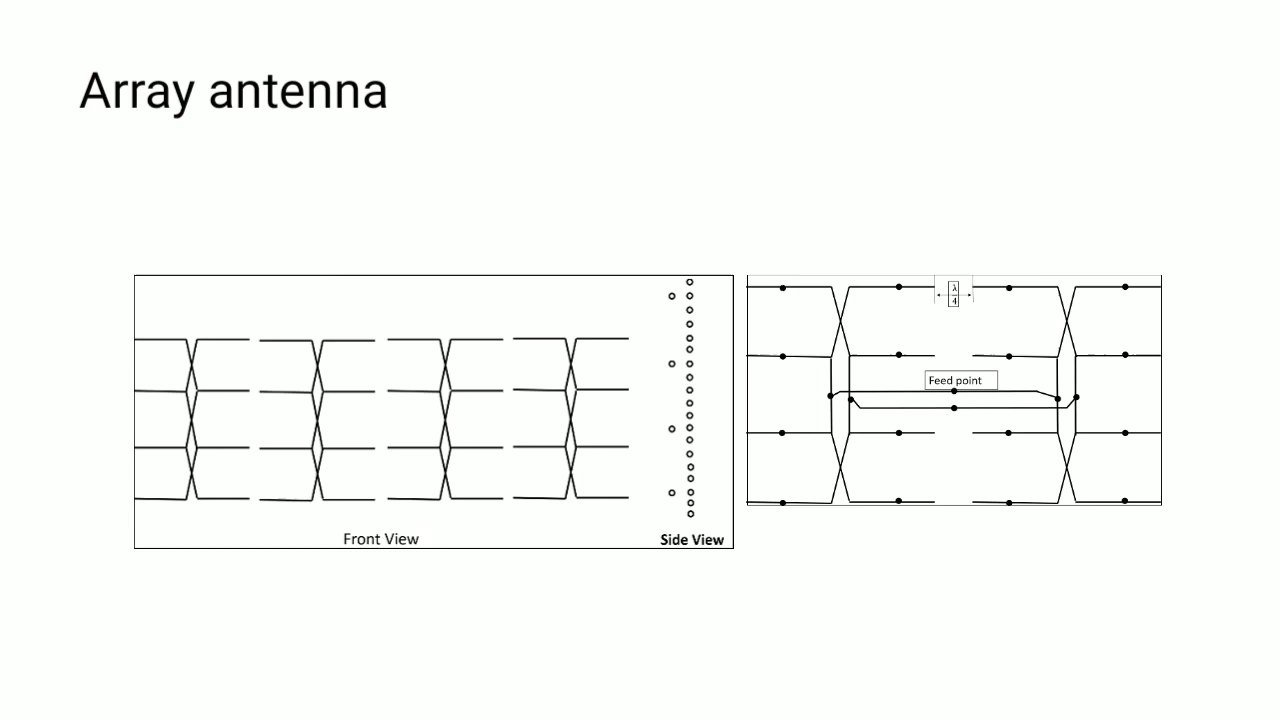 Array antenna
λ
4
Feed point
Front View
Side View